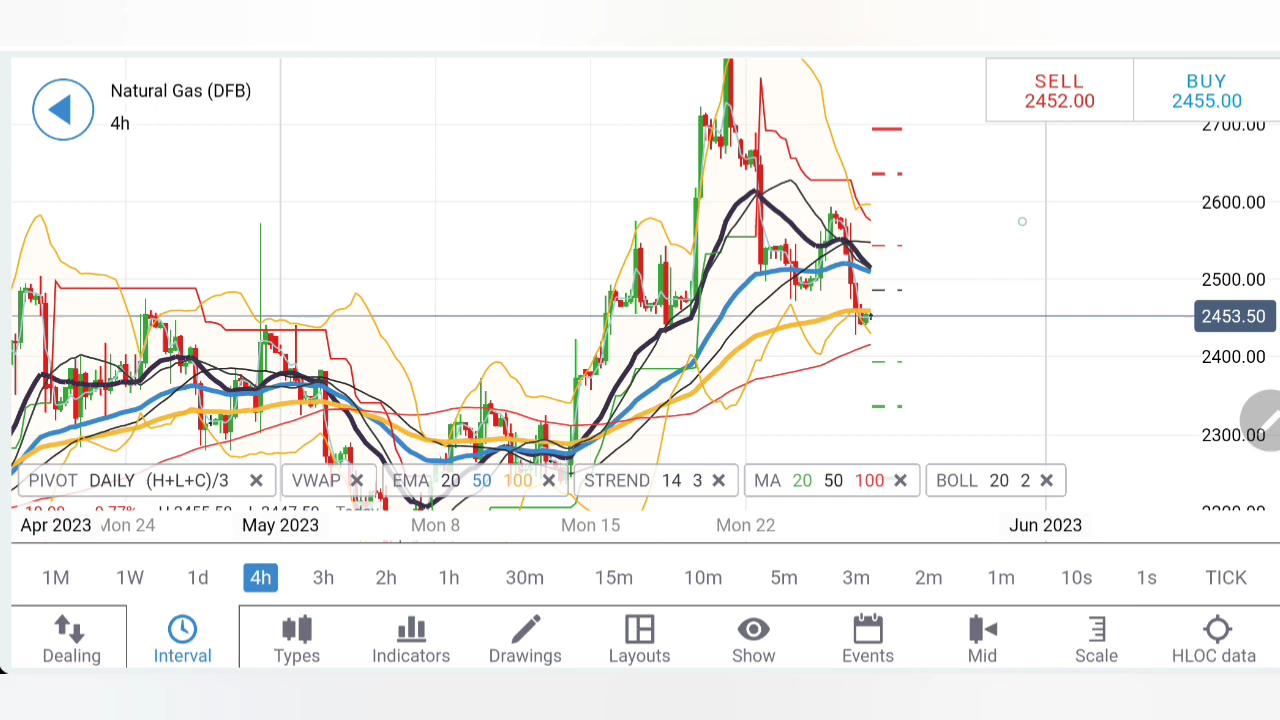 Natural Gas (DFB)
4h
SELL
2452.00
BUY
2455.00
2700.00
2600.00
2500.00
2453.50
2400.00
2300.00
PIVOT DAILY (H+L+C)/3 ×
VWAP ×
EMA 20 50 100 ×
STREND 14 3 ×
MA 20 50 100 ×
BOLL 20 2 ×
Apr 2023 Mon 24 May 2023 Mon 8 Mon 15 Mon 22 Jun 2023
1M 1W 1d 4h 3h 2h 1h 30m 15m 10m 5m 3m 2m 1m 10s 1s TICK
Dealing Interval Types Indicators Drawings Layouts Show Events Mid Scale HLOC data